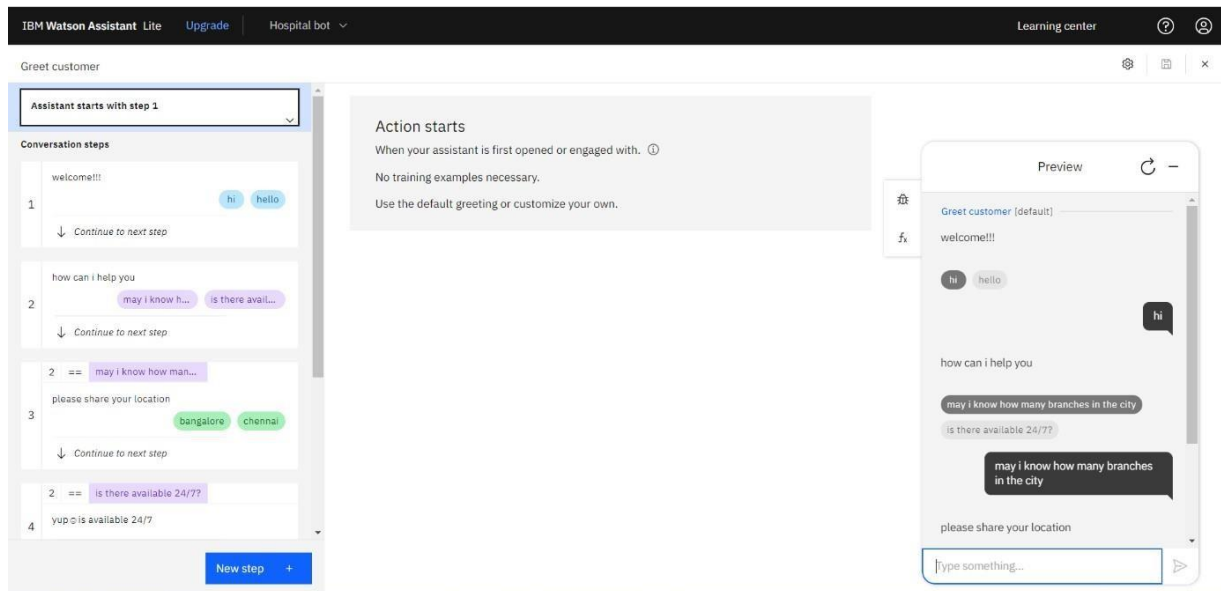 IBM Watson Assistant Lite Upgrade Hospital bot Learning center
Greet customer
Assistant starts with step 1
Conversation steps
1
welcome!!!
hi hello
Continue to next step
2
how can i help you
may i know h... is there avail...
Continue to next step
3
2 == may i know how man...
please share your location
bangalore chennai
Continue to next step
4
2 == is there available 24/7?
yup☺is available 24/7
New step +
Action starts
When your assistant is first opened or engaged with.
No training examples necessary.
Use the default greeting or customize your own.
Preview
Greet customer [default]
welcome!!!
hi hello
hi
how can i help you
may i know how many branches in the city
is there available 24/7?
may i know how many branches
in the city
please share your location
Type something...